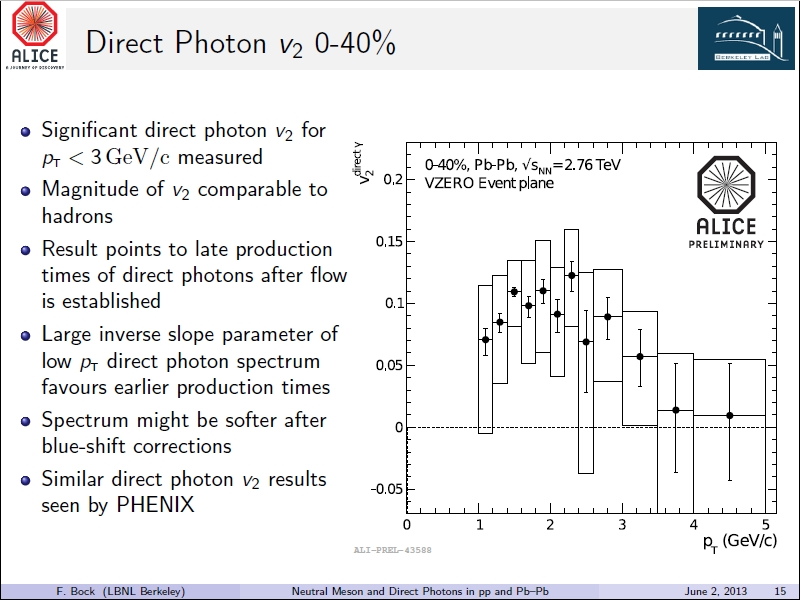 ALICE
A JOURNEY OF DISCOVERY
Direct Photon v2 0-40%
BERKELEY LAB
Significant direct photon v2 for
pT < 3 GeV/c measured
Magnitude of v2 comparable to
hadrons
Result points to late production
times of direct photons after flow
is established
Large inverse slope parameter of
low pT direct photon spectrum
favours earlier production times
Spectrum might be softer after
blue-shift corrections
Similar direct photon v2 results
seen by PHENIX
v2 direct γ
0-40%, Pb-Pb, √sNN=2.76 TeV
VZERO Event plane
ALICE
PRELIMINARY
0.2
0.15
0.1
0.05
0
-0.05
0 1 2 3 4 5
pT (GeV/c)
ALI-PREL-43588
F. Bock (LBNL Berkeley) Neutral Meson and Direct Photons in pp and Pb–Pb June 2, 2013 15